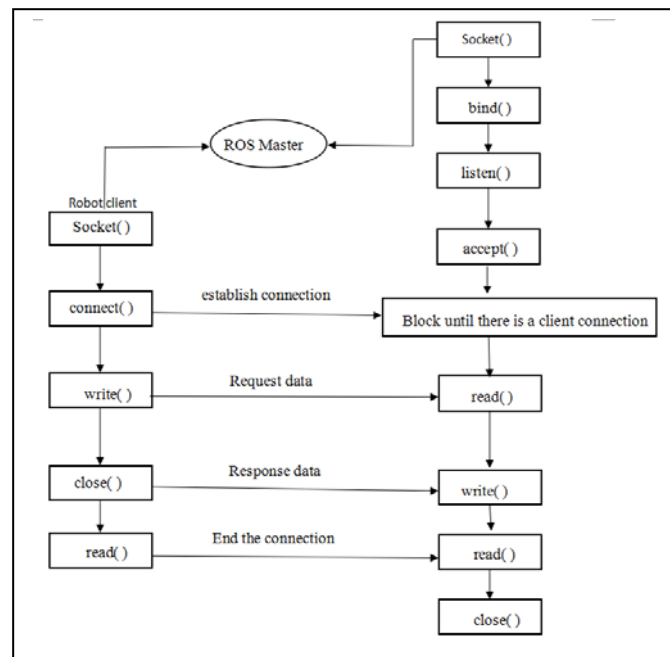 Socket( )
bind( )
ROS Master
listen( )
Robot client
Socket( )
accept( )
establish connection
connect( )
Block until there is a client connection
Request data
write( )
read( )
Response data
close( )
write( )
End the connection
read( )
read( )
close( )